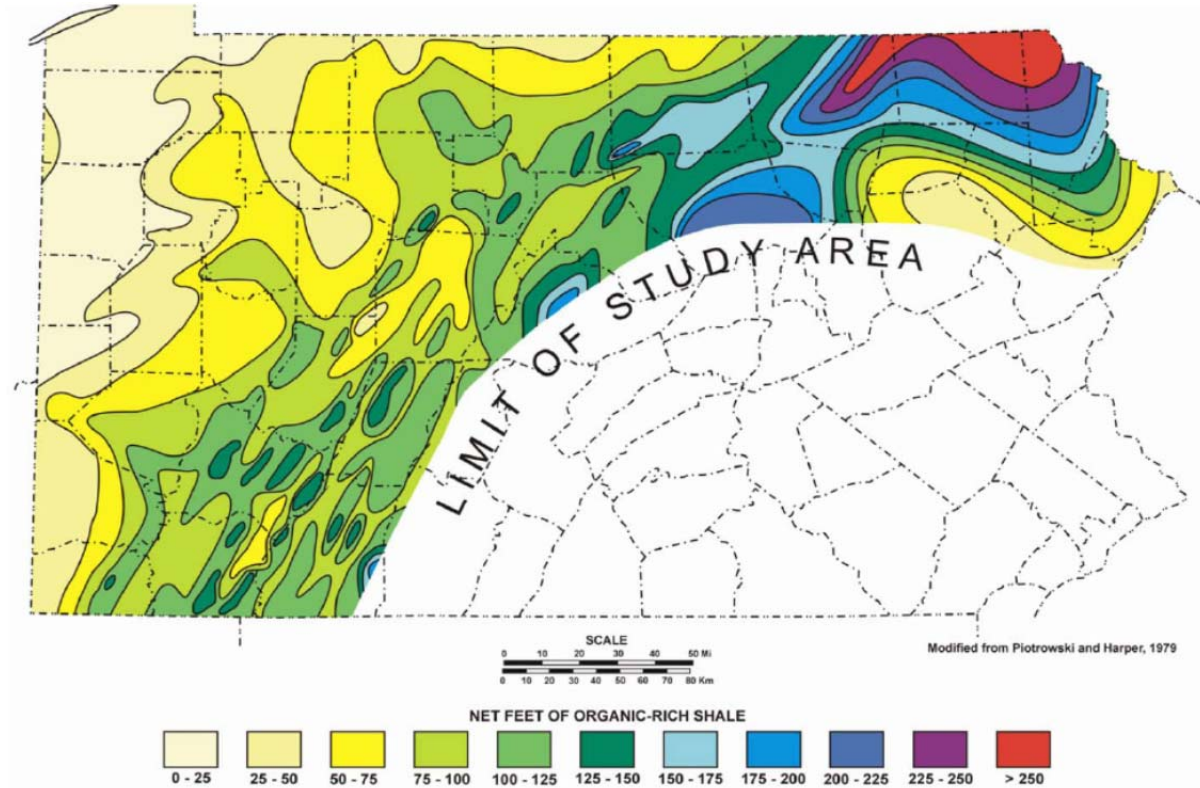 LIMIT OF STUDY AREA
SCALE
0 10 20 30 40 50 Mi
0 10 20 30 40 50 60 70 80 Km
Modified from Piotrowski and Harper, 1979
NET FEET OF ORGANIC-RICH SHALE
0 - 25 25 - 50 50 - 75 75 - 100 100 - 125 125 - 150 150 - 175 175 - 200 200 - 225 225 - 250 > 250